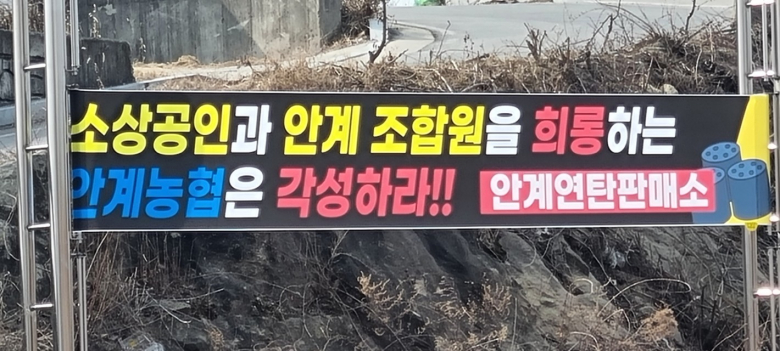 소상공인과 안계 조합원을 희롱하는
안계농협은 각성하라!! 안계연탄판매소